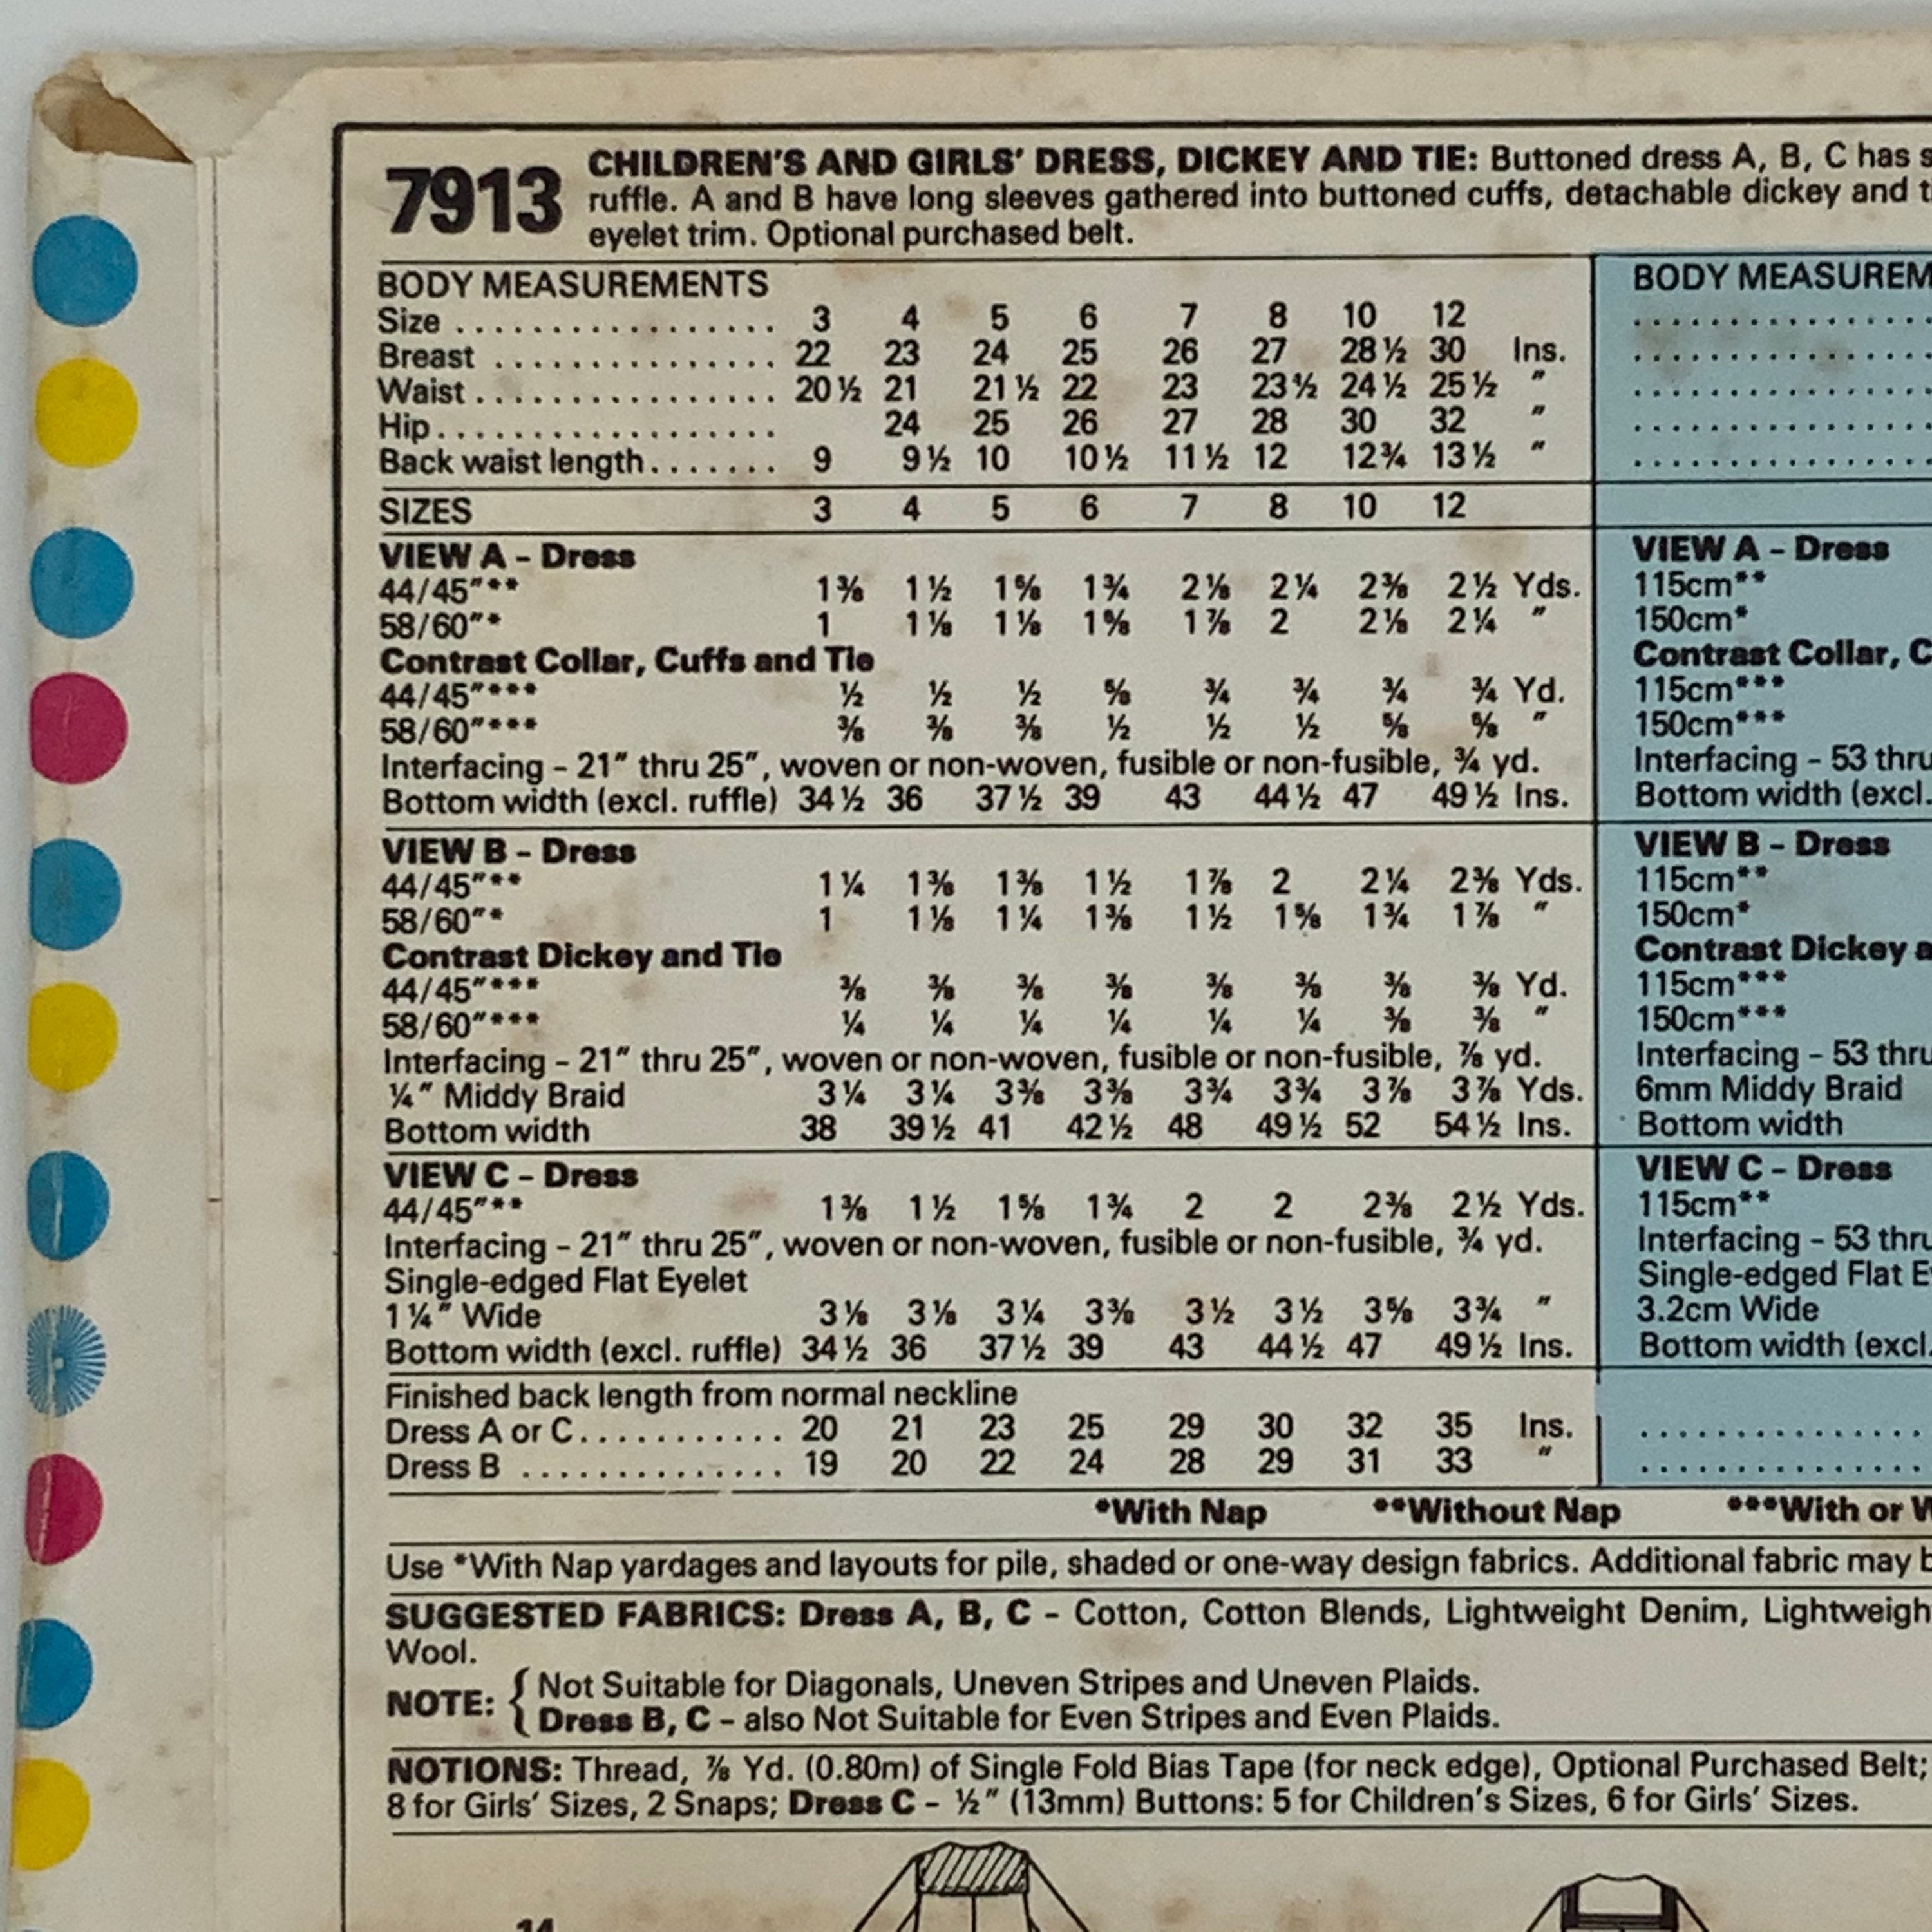 7913 CHILDREN'S AND GIRLS' DRESS, DICKEY AND TIE: Buttoned dress A, B, C has
ruffle. A and B have long sleeves gathered into buttoned cuffs, detachable dickey and
eyelet trim. Optional purchased belt.
BODY MEASUREMENTS
Size ................. 3 4 5 6 7 8 10 12
Breast ............... 22 23 24 25 26 27 28½ 30 Ins.
Waist ................ 20½ 21 21½ 22 23 23½ 24½ 25½ ″
Hip .................. 24 25 26 27 28 30 32 ″
Back waist length ....... 9 9½ 10 10½ 11½ 12 12¾ 13½ ″
SIZES 3 4 5 6 7 8 10 12
VIEW A – Dress
44/45″** 1⅜ 1½ 1⅝ 1¾ 2⅛ 2¼ 2⅜ 2½ Yds.
58/60″* 1 1⅛ 1⅛ 1⅝ 1⅞ 2 2⅛ 2¼ ″
Contrast Collar, Cuffs and Tie
44/45″*** ½ ½ ½ ⅝ ¾ ¾ ¾ ¾ Yd.
58/60″*** ⅜ ⅜ ⅜ ½ ½ ½ ⅝ ⅝ ″
Interfacing – 21″ thru 25″, woven or non-woven, fusible or non-fusible, ¾ yd.
Bottom width (excl. ruffle) 34½ 36 37½ 39 43 44½ 47 49½ Ins.
VIEW B – Dress
44/45″** 1¼ 1⅜ 1⅜ 1½ 1⅞ 2 2¼ 2⅜ Yds.
58/60″* 1 1⅛ 1¼ 1⅜ 1½ 1⅝ 1¾ 1⅞ ″
Contrast Dickey and Tie
44/45″*** ⅜ ⅜ ⅜ ⅜ ⅜ ⅜ ⅜ ⅜ Yd.
58/60″*** ¼ ¼ ¼ ¼ ¼ ¼ ⅜ ⅜ ″
Interfacing – 21″ thru 25″, woven or non-woven, fusible or non-fusible, ⅞ yd.
¼″ Middy Braid 3¼ 3¼ 3⅜ 3⅜ 3¾ 3¾ 3⅞ 3⅞ Yds.
Bottom width 38 39½ 41 42½ 48 49½ 52 54½ Ins.
VIEW C – Dress
44/45″** 1⅜ 1½ 1⅝ 1¾ 2 2 2⅜ 2½ Yds.
Interfacing – 21″ thru 25″, woven or non-woven, fusible or non-fusible, ¾ yd.
Single-edged Flat Eyelet
1¼″ Wide 3⅛ 3⅛ 3¼ 3⅜ 3½ 3½ 3⅝ 3¾ ″
Bottom width (excl. ruffle) 34½ 36 37½ 39 43 44½ 47 49½ Ins.
Finished back length from normal neckline
Dress A or C ............ 20 21 23 25 29 30 32 35 Ins.
Dress B ............... 19 20 22 24 28 29 31 33 ″
BODY MEASUREM
VIEW A – Dress
115cm**
150cm*
Contrast Collar, C
115cm***
150cm***
Interfacing – 53 thru
Bottom width (excl.
VIEW B – Dress
115cm**
150cm*
Contrast Dickey a
115cm***
150cm***
Interfacing – 53 thru
6mm Middy Braid
Bottom width
VIEW C – Dress
115cm**
Interfacing – 53 thru
Single-edged Flat E
3.2cm Wide
Bottom width (excl.
*With Nap **Without Nap ***With or W
Use *With Nap yardages and layouts for pile, shaded or one-way design fabrics. Additional fabric may b
SUGGESTED FABRICS: Dress A, B, C – Cotton, Cotton Blends, Lightweight Denim, Lightweigh
Wool.
NOTE: { Not Suitable for Diagonals, Uneven Stripes and Uneven Plaids.
Dress B, C – also Not Suitable for Even Stripes and Even Plaids.
NOTIONS: Thread, ⅞ Yd. (0.80m) of Single Fold Bias Tape (for neck edge), Optional Purchased Belt;
8 for Girls' Sizes, 2 Snaps; Dress C – ½″ (13mm) Buttons: 5 for Children's Sizes, 6 for Girls' Sizes.
14